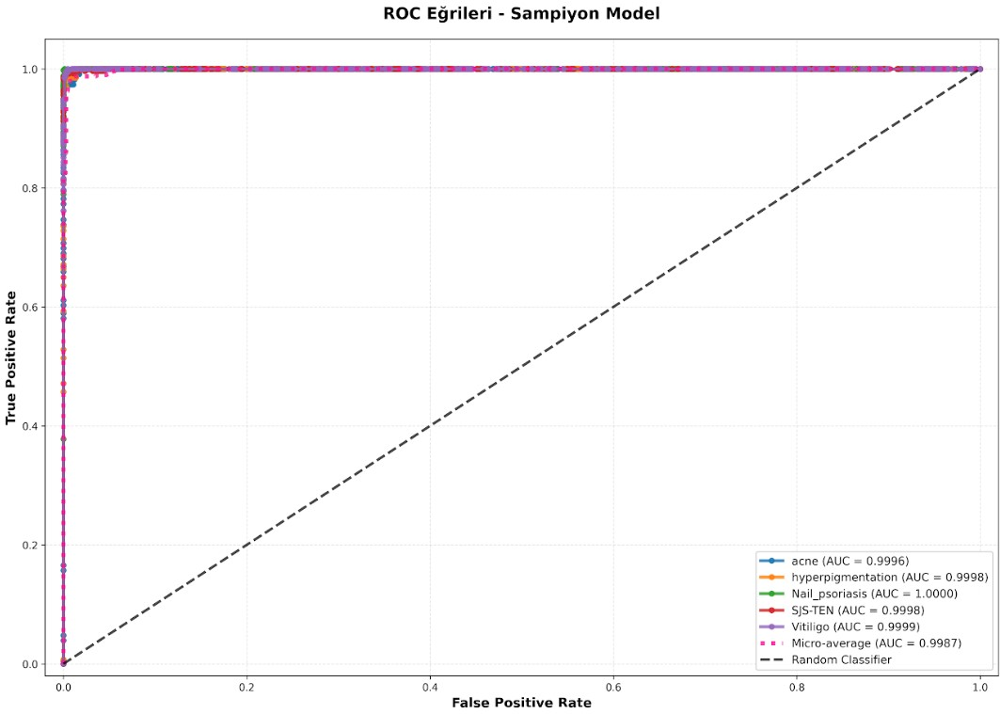 ROC Eğrileri - Sampiyon Model
True Positive Rate
1.0
0.8
0.6
0.4
0.2
0.0
0.0 0.2 0.4 0.6 0.8 1.0
False Positive Rate
acne (AUC = 0.9996)
hyperpigmentation (AUC = 0.9998)
Nail_psoriasis (AUC = 1.0000)
SJS-TEN (AUC = 0.9998)
Vitiligo (AUC = 0.9999)
Micro-average (AUC = 0.9987)
Random Classifier